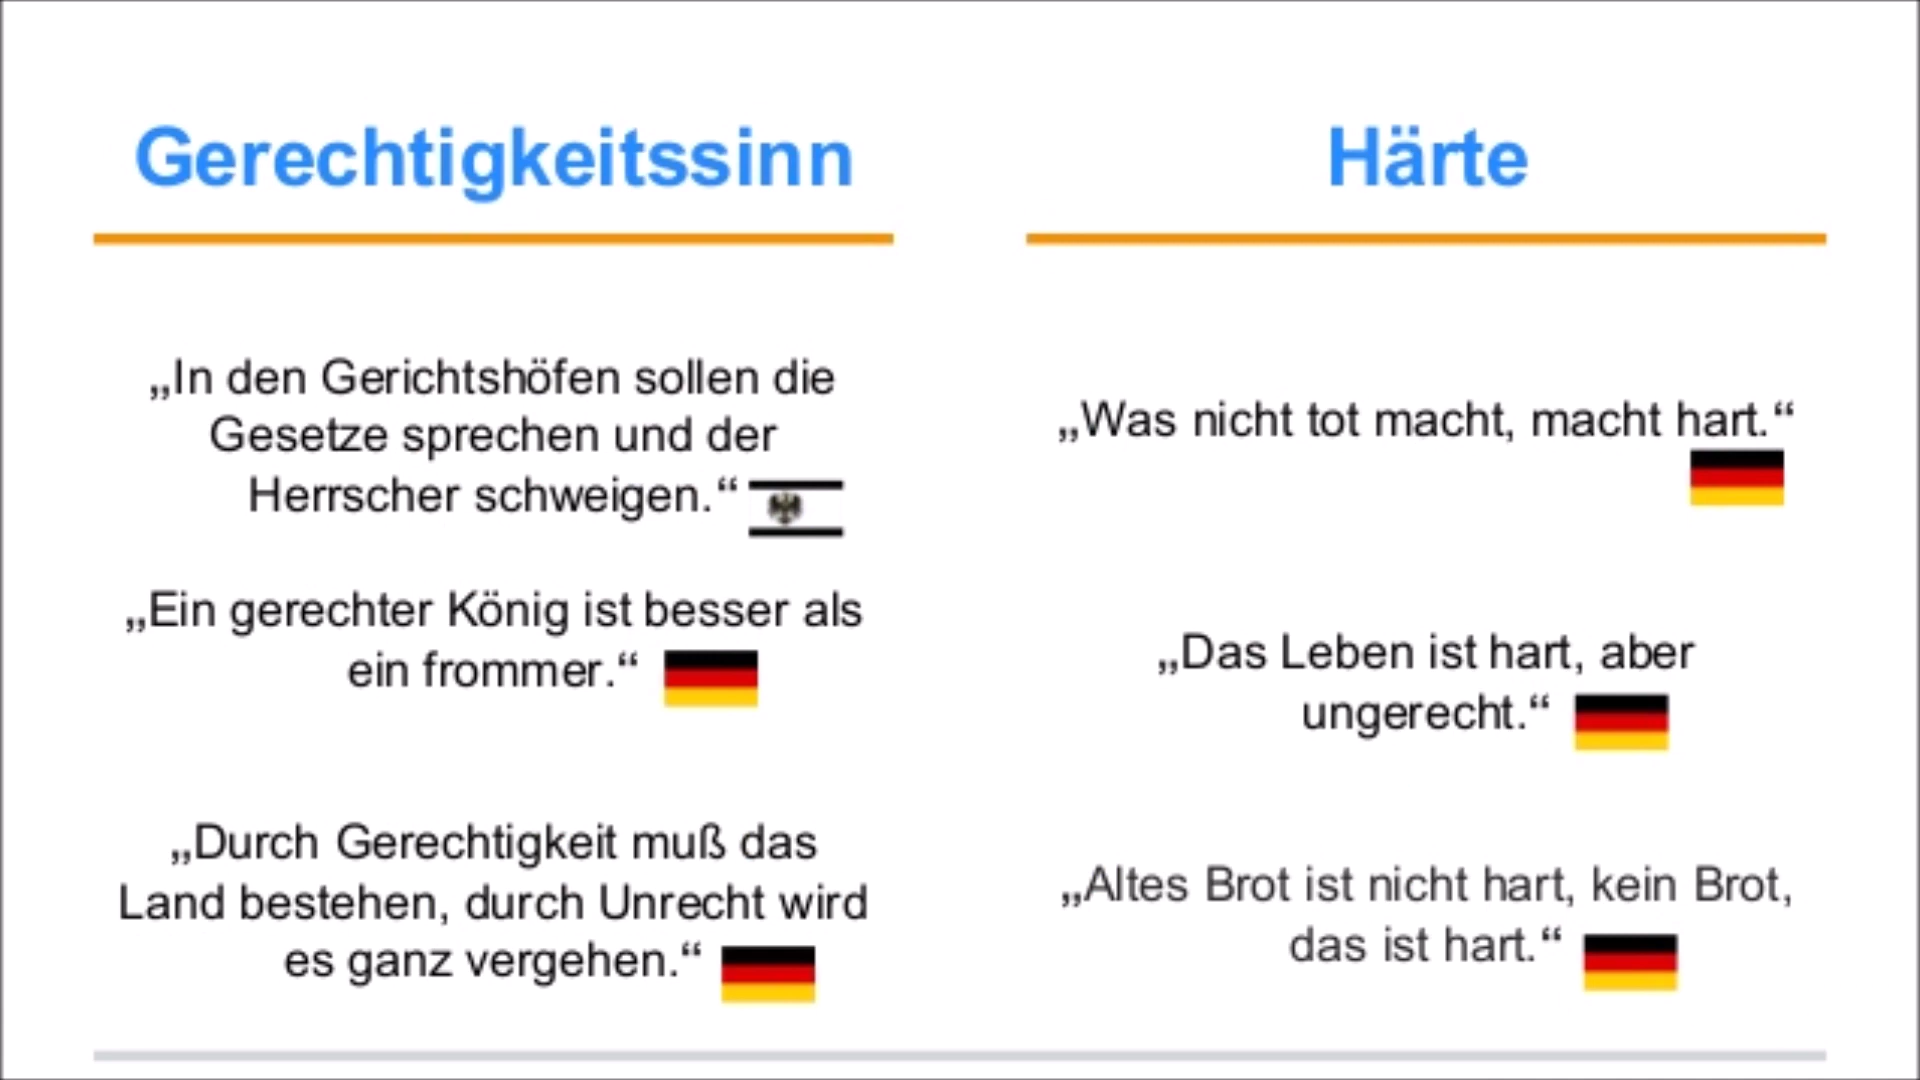 Gerechtigkeitssinn
„In den Gerichtshöfen sollen die
Gesetze sprechen und der
Herrscher schweigen.“
„Ein gerechter König ist besser als
ein frommer.“
„Durch Gerechtigkeit muß das
Land bestehen, durch Unrecht wird
es ganz vergehen.“
Härte
„Was nicht tot macht, macht hart.“
„Das Leben ist hart, aber
ungerecht.“
„Altes Brot ist nicht hart, kein Brot,
das ist hart.“